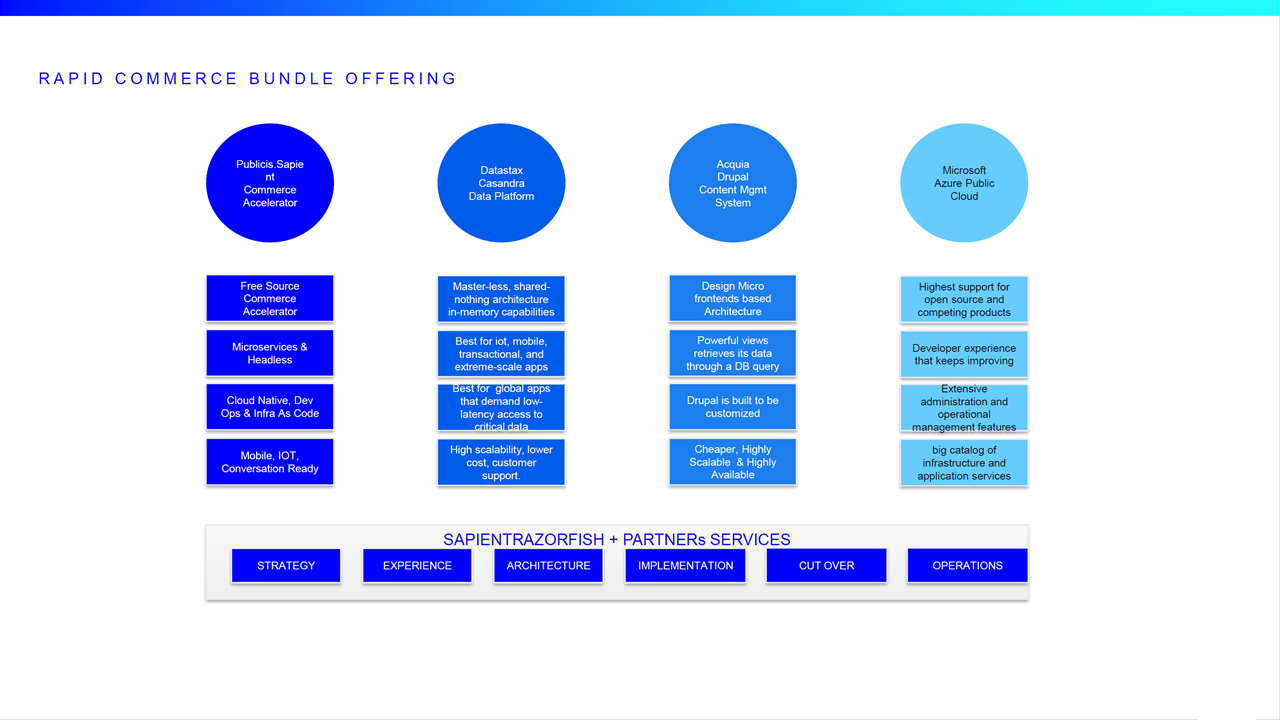 RAPID COMMERCE BUNDLE OFFERING
Publicis.Sapie
nt
Commerce
Accelerator
Datastax
Casandra
Data Platform
Acquia
Drupal
Content Mgmt
System
Microsoft
Azure Public
Cloud
Free Source
Commerce
Accelerator
Master-less, shared-
nothing architecture
in-memory capabilities
Design Micro
frontends based
Architecture
Highest support for
open source and
competing products
Microservices &
Headless
Best for iot, mobile,
transactional, and
extreme-scale apps
Powerful views
retrieves its data
through a DB query
Developer experience
that keeps improving
Cloud Native, Dev
Ops & Infra As Code
Best for global apps
that demand low-
latency access to
critical data
Drupal is built to be
customized
Extensive
administration and
operational
management features
Mobile, IOT,
Conversation Ready
High scalability, lower
cost, customer
support.
Cheaper, Highly
Scalable & Highly
Available
big catalog of
infrastructure and
application services
SAPIENTRAZORFISH + PARTNERs SERVICES
STRATEGY
EXPERIENCE
ARCHITECTURE
IMPLEMENTATION
CUT OVER
OPERATIONS